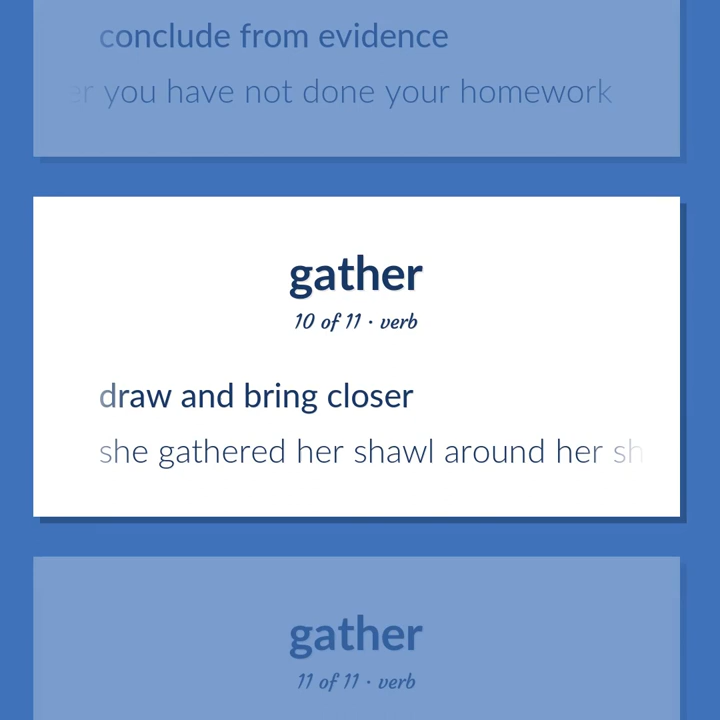 conclude from evidence
you have not done your homework
gather
10 of 11 · verb
draw and bring closer
she gathered her shawl around her
gather
11 of 11 · verb